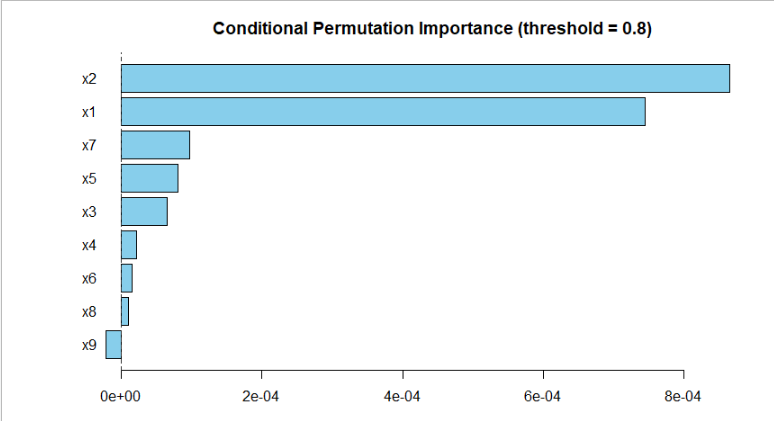 Conditional Permutation Importance (threshold = 0.8)
x2
x1
x7
x5
x3
x4
x6
x8
x9
0e+00 2e-04 4e-04 6e-04 8e-04